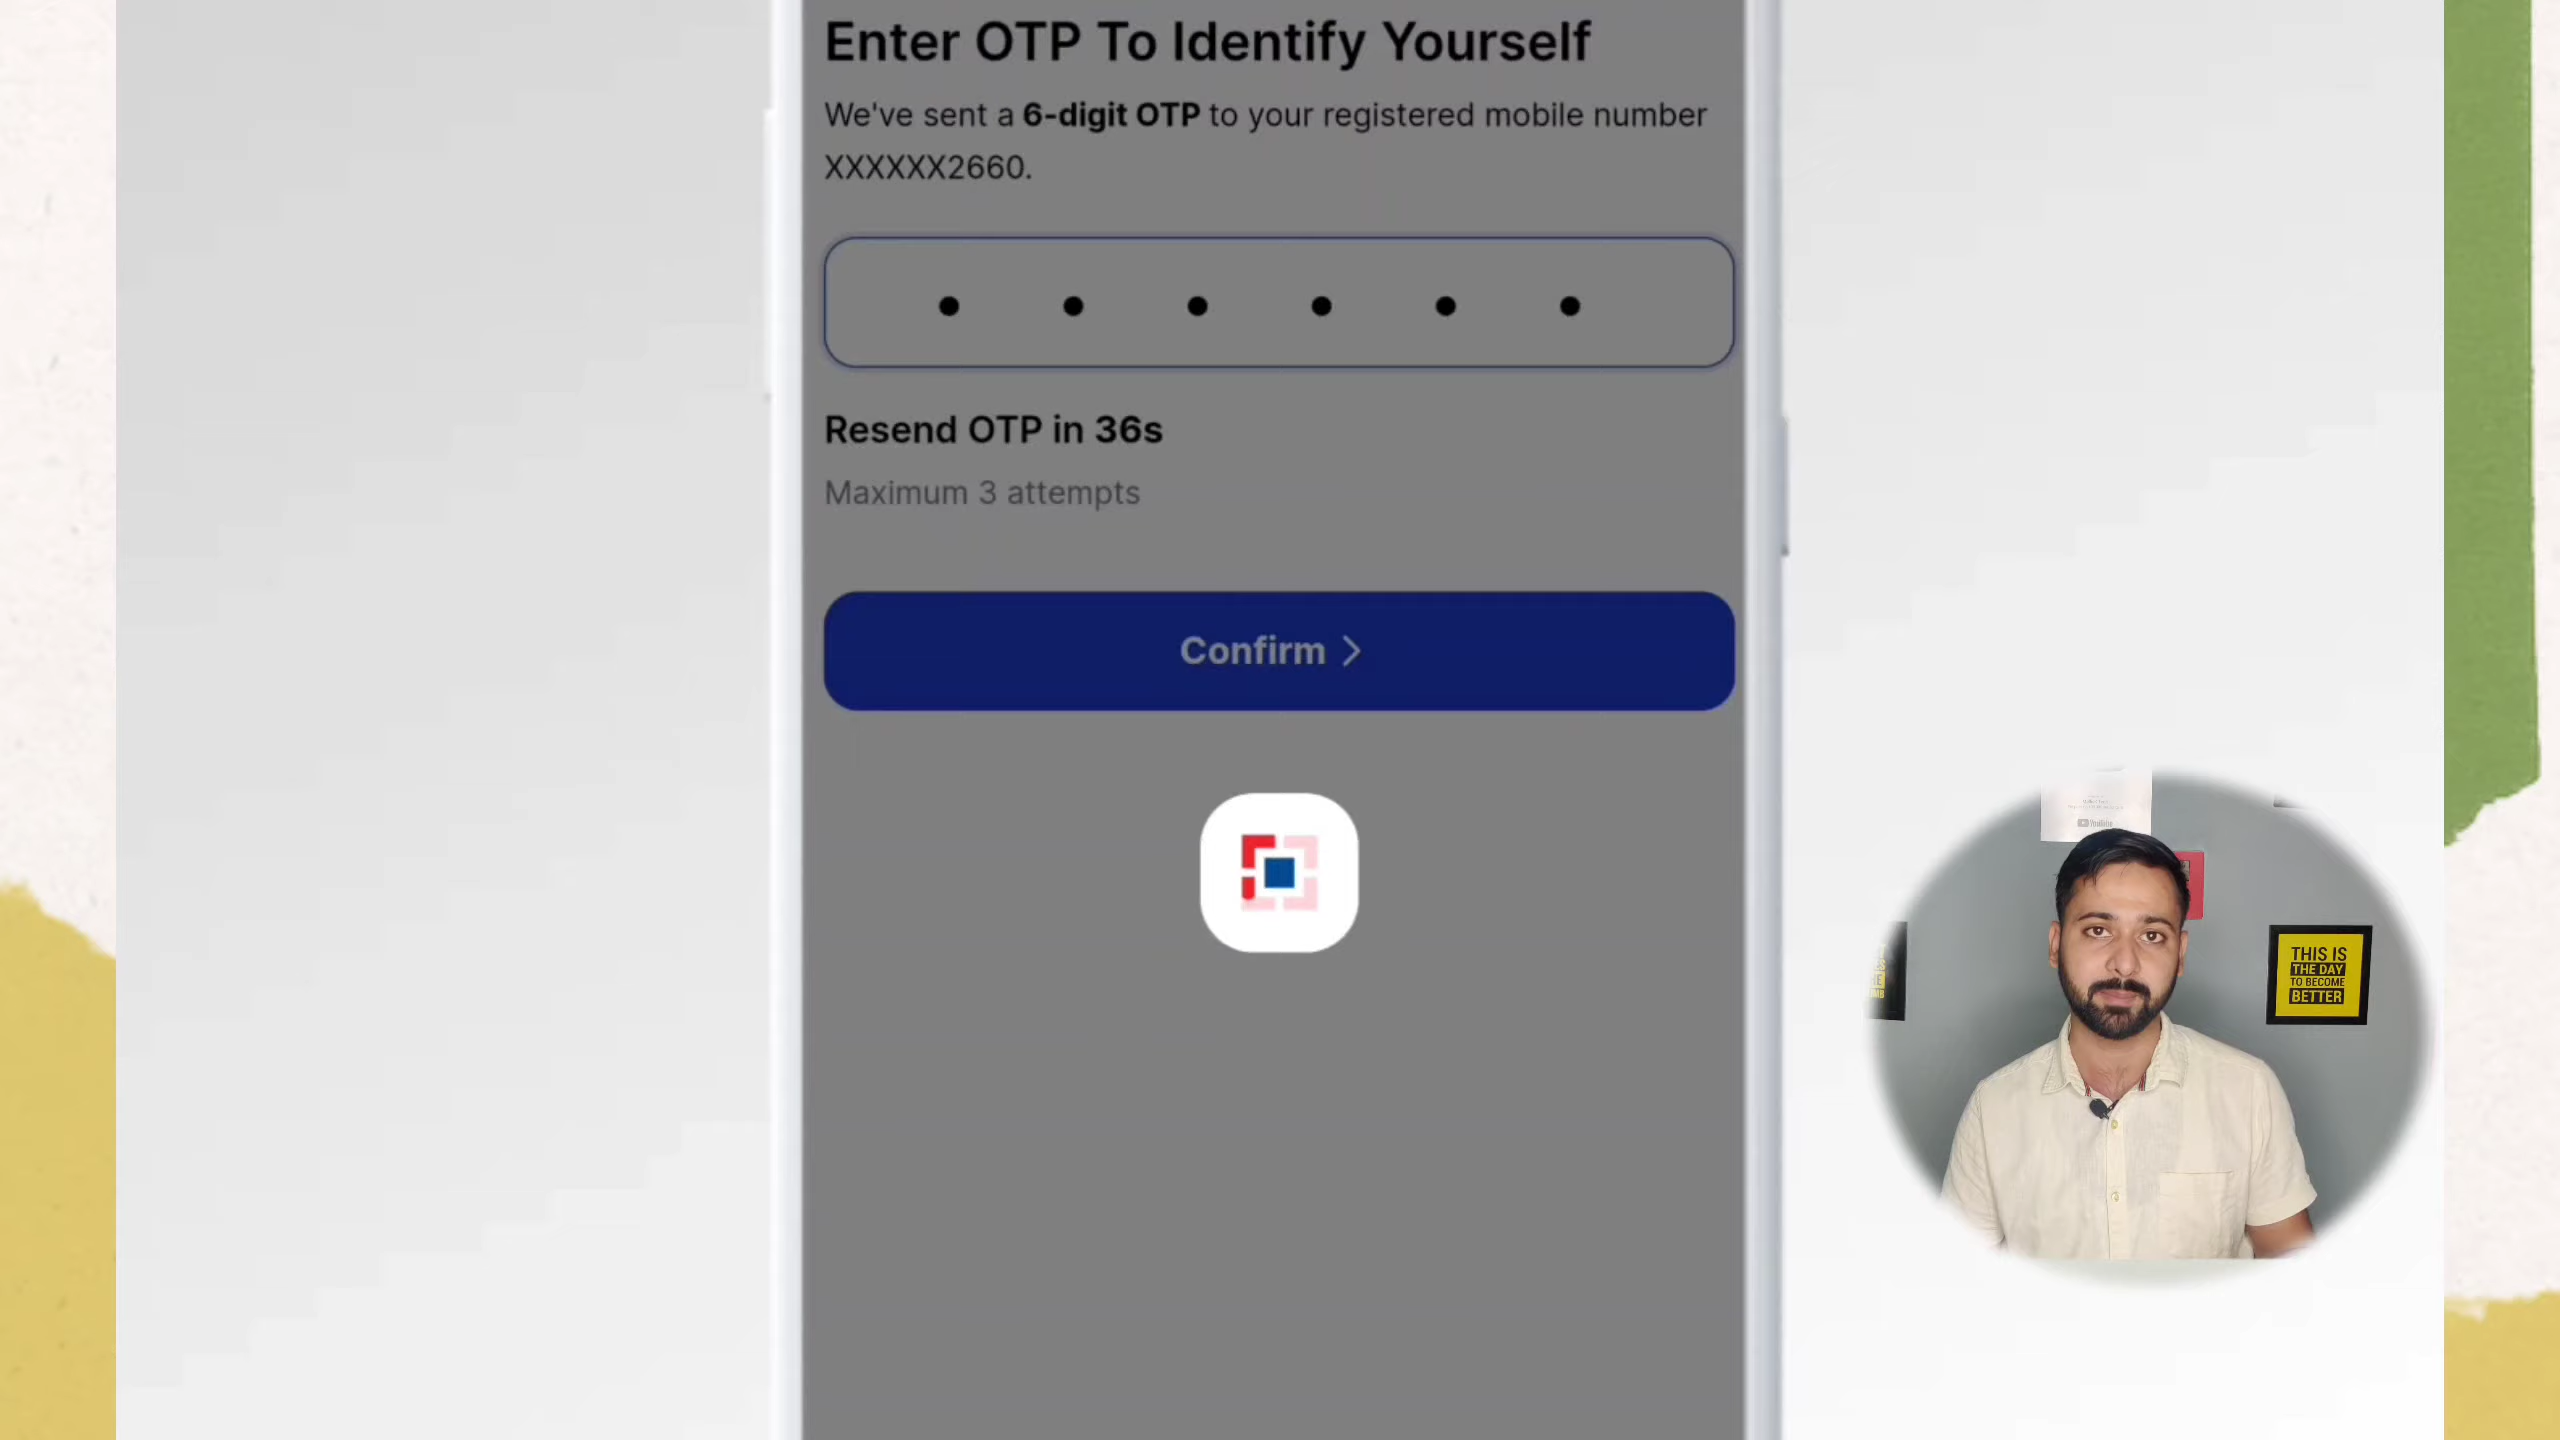 Enter OTP To Identify Yourself
We've sent a 6-digit OTP to your registered mobile number
XXXXXX2660.
Resend OTP in 36s
Maximum 3 attempts
Confirm
YouTube
THIS IS
THE DAY
TO BECOME
BETTER